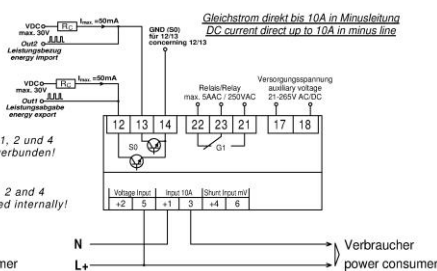 Gleichstrom direkt bis 10A in Minusleitung
DC current direct up to 10A in minus line
VDC
max. 30V
Rc
Imax. =50mA
Out2
Leistungsbezug
energy import
GND (S0)
für 12/13
concerning 12/13
VDC
max. 30V
Rc
Imax. =50mA
Out1
Leistungsabgabe
energy export
Relais/Relay
max. 5AAC / 250VAC
Versorgungsspannung
auxiliary voltage
21-265V AC/DC
1, 2 und 4
verbunden!
12 13 14 22 23 21 17 18
S0
G1
2 and 4
ed internally!
Voltage Input Input 10A Shunt Input mV
+2 5 +1 3 +4 6
N
Verbraucher
mer
L+
power consumer